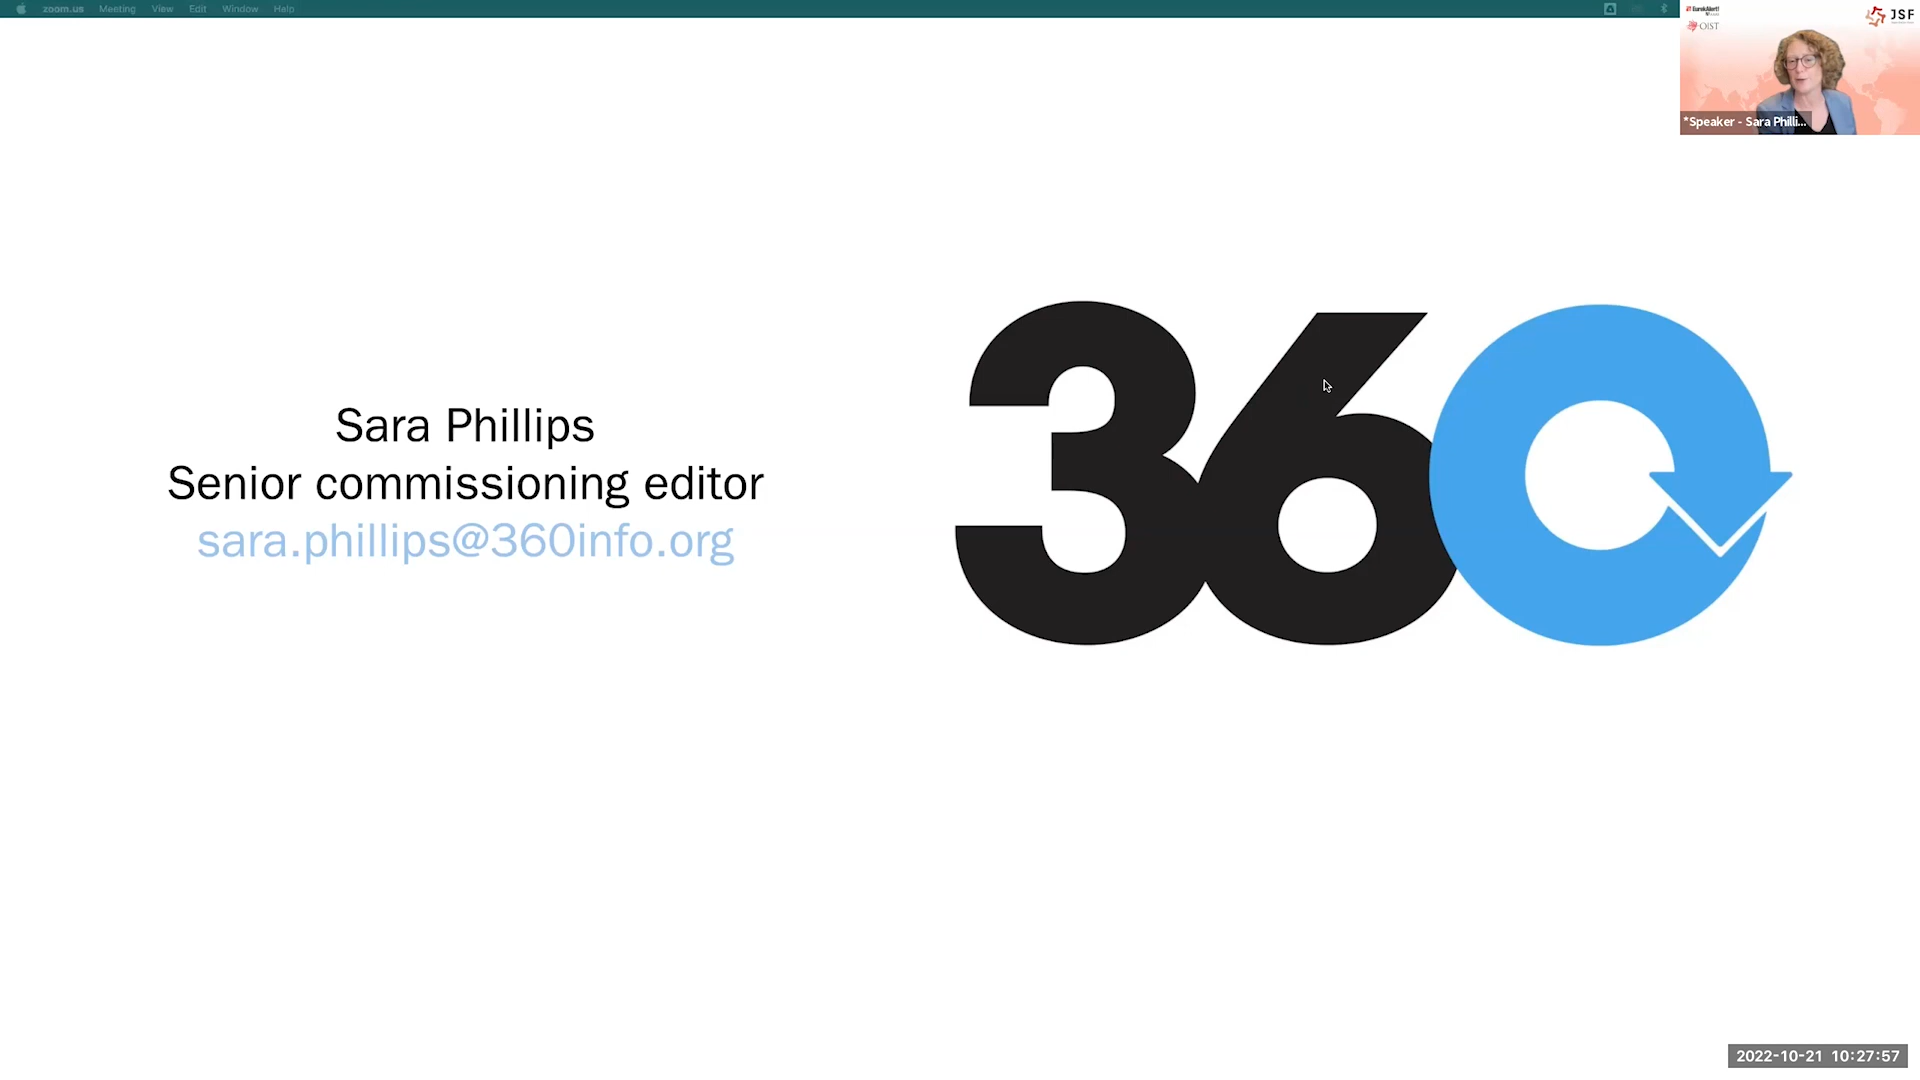 zoom.us Meeting View Edit Window Help
EurekAlert!
OIST
JSF
*Speaker - Sara Philli...
360
Sara Phillips
Senior commissioning editor
sara.phillips@360info.org
2022-10-21 10:27:57